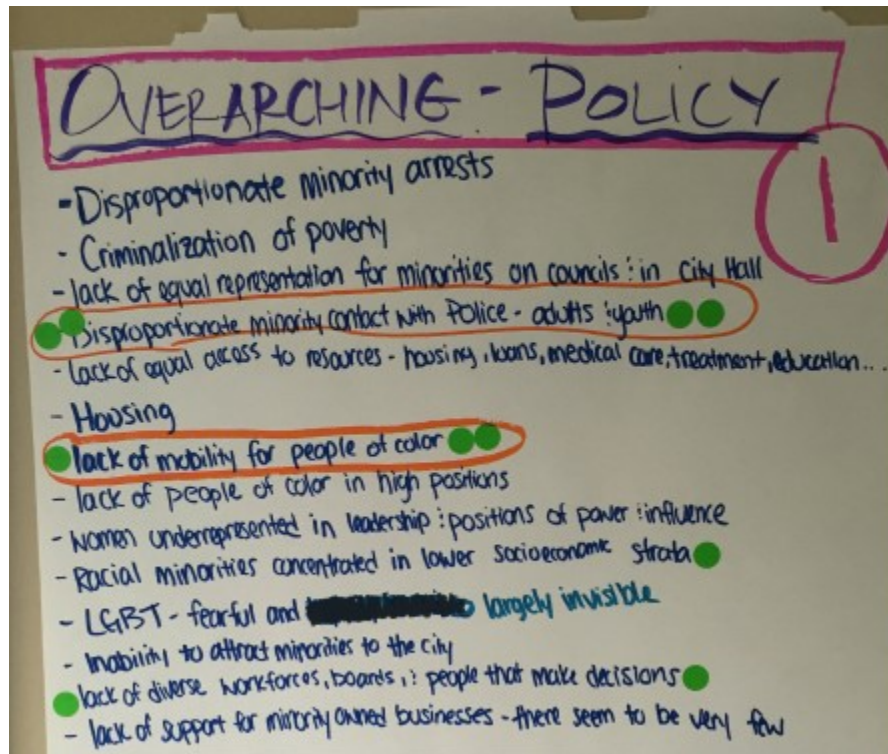 OVERARCHING - POLICY
1
- Disproportionate minority arrests
- Criminalization of poverty
- lack of equal representation for minorities on councils & in City Hall
- Disproportionate minority contact with Police - adults & youth
- lack of equal access to resources - housing, loans, medical care, treatment, education...
- Housing
- lack of mobility for people of color
- lack of people of color in high positions
- women underrepresented in leadership & positions of power & influence
- Racial minorities concentrated in lower socioeconomic strata
- LGBT - fearful and largely invisible
- Inability to attract minorities to the city
- lack of diverse workforces, boards, & people that make decisions
- lack of support for minority owned businesses - there seem to be very few